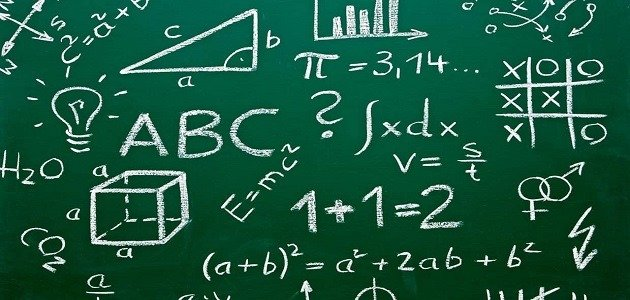 c
b
a
π = 3,14...
X O O
X X
X O
ABC
?
∫xdx
v = s/t
H₂O
a
a
a
E=mc²
1+1=2
CO₂
(a+b)² = a² + 2ab + b²
a